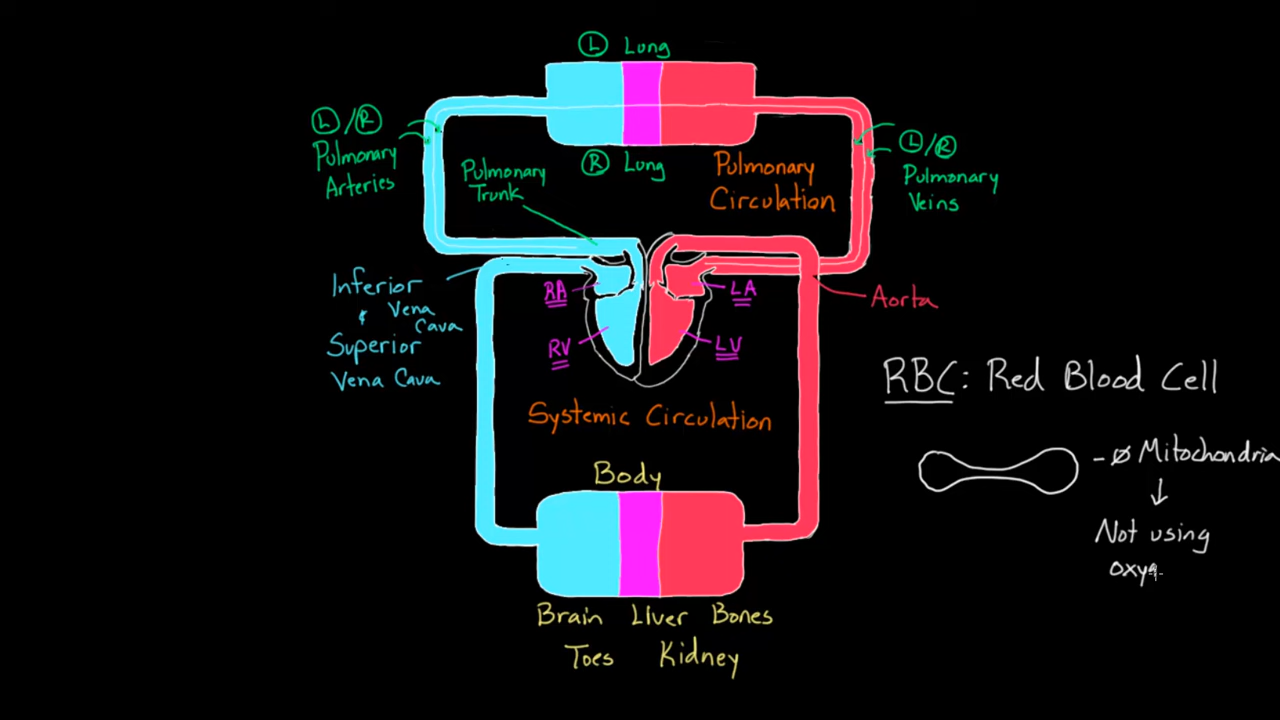 Ⓛ Lung
Ⓛ/Ⓡ
Pulmonary
Arteries
Pulmonary
Trunk
Ⓡ Lung
Pulmonary
Circulation
Ⓛ/Ⓡ
Pulmonary
Veins
Inferior
& Vena
Cava
Superior
Vena Cava
RA
LA
RV
LV
Aorta
Systemic Circulation
Body
Brain Liver Bones
Toes Kidney
RBC: Red Blood Cell
- Ø Mitochondria
↓
Not using
oxyg